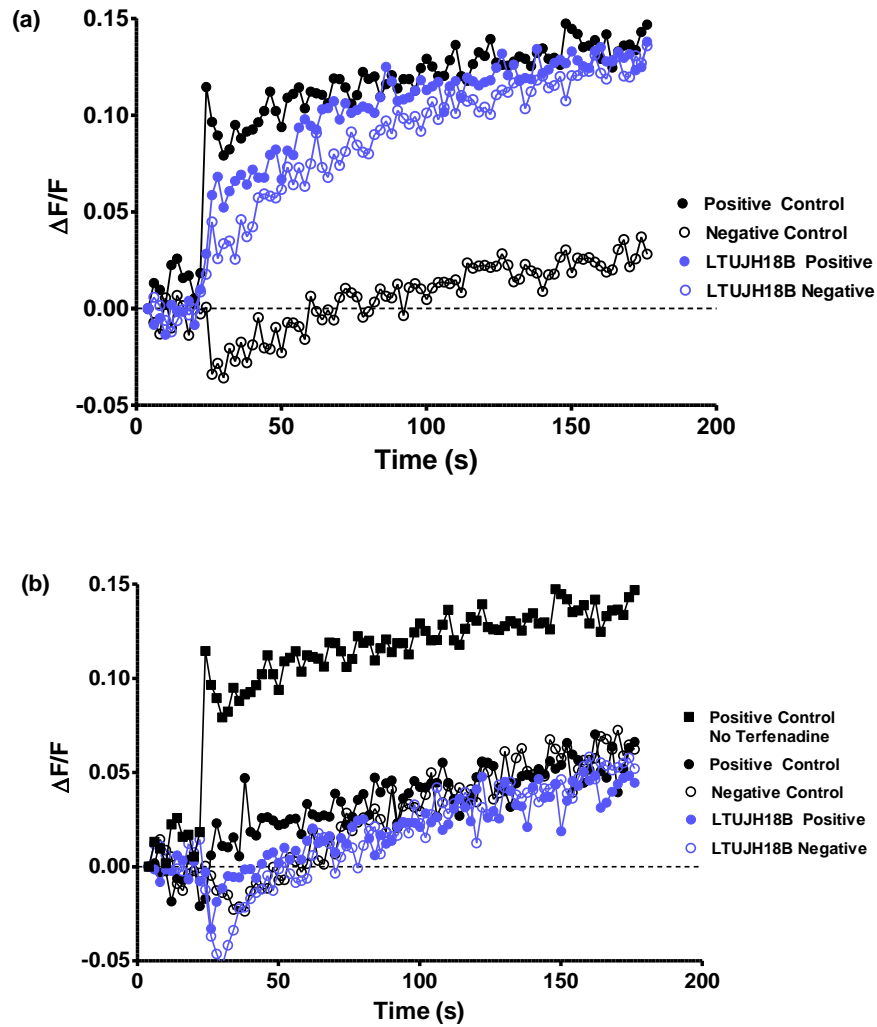 (a)
0.15
0.10
0.05
0.00
-0.05
ΔF/F
50
100
150
200
Time (s)
Positive Control
Negative Control
LTUJH18B Positive
LTUJH18B Negative
(b)
0.15
0.10
0.05
0.00
-0.05
ΔF/F
0
50
100
150
200
Time (s)
Positive Control
No Terfenadine
Positive Control
Negative Control
LTUJH18B Positive
LTUJH18B Negative